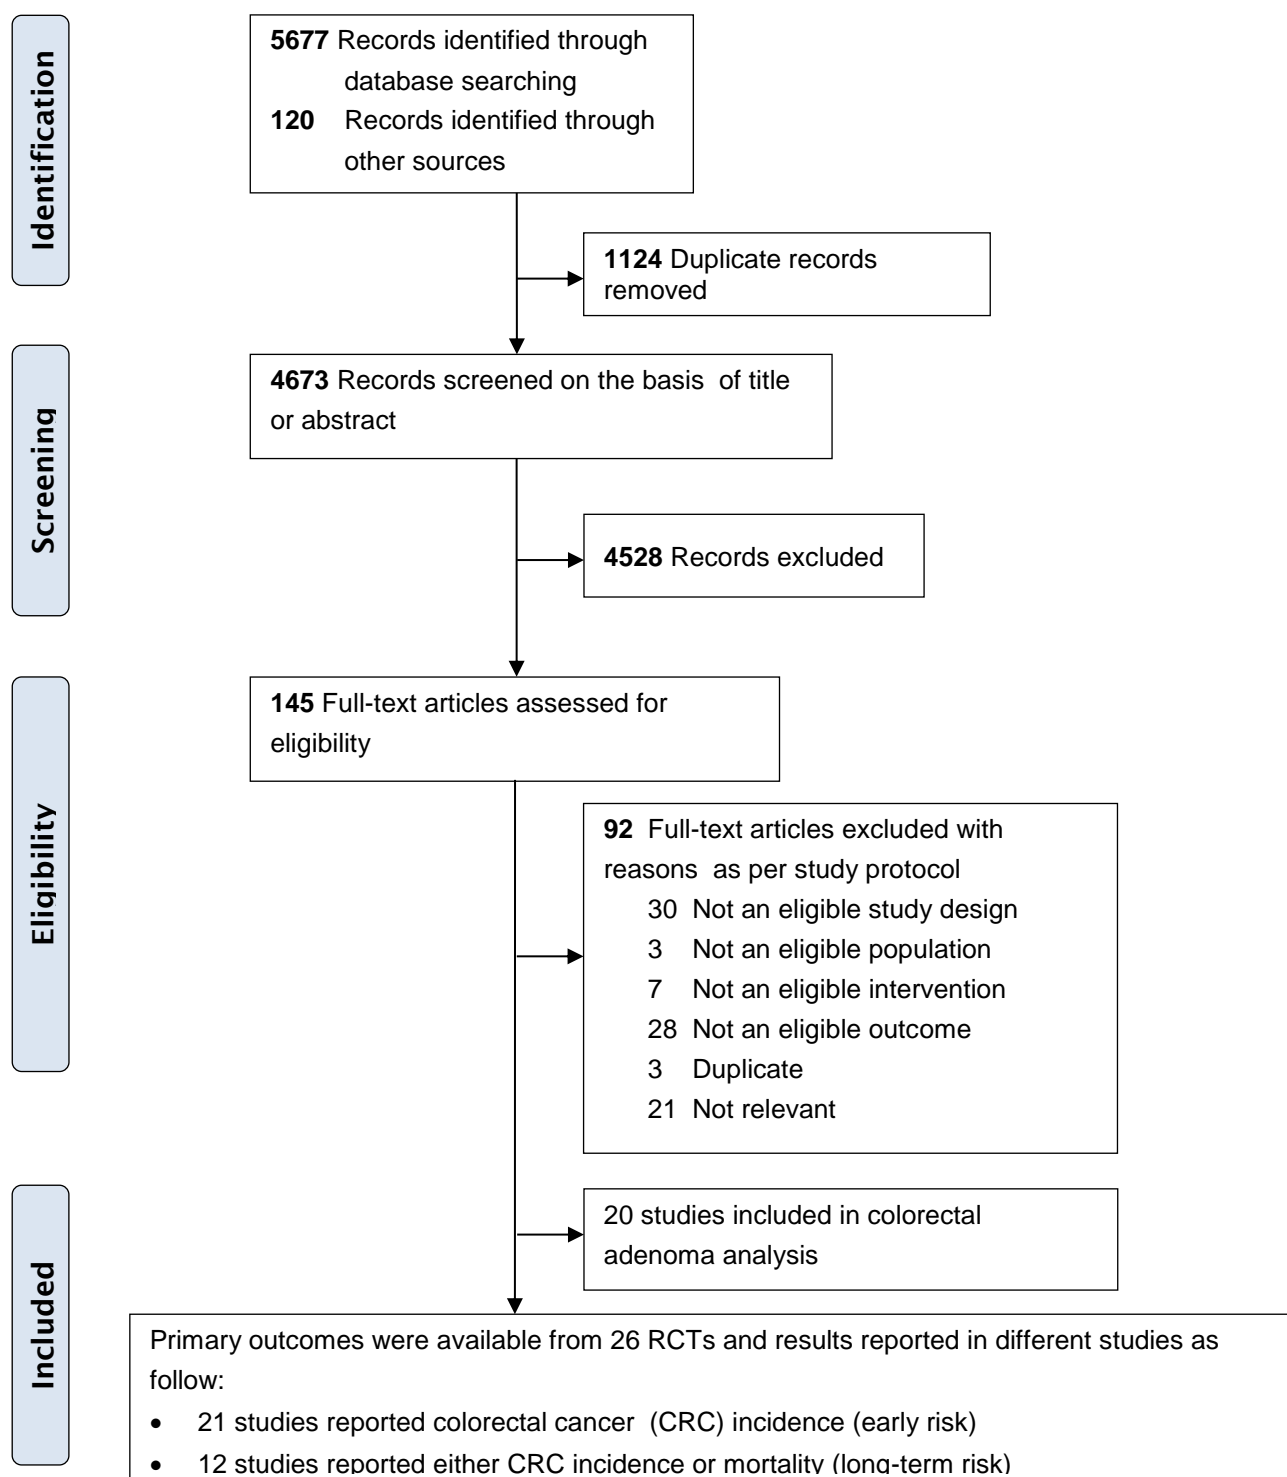 Identification
5677 Records identified through
database searching
120 Records identified through
other sources
1124 Duplicate records
removed
Screening
4673 Records screened on the basis of title
or abstract
4528 Records excluded
Eligibility
145 Full-text articles assessed for
eligibility
92 Full-text articles excluded with
reasons as per study protocol
30 Not an eligible study design
3 Not an eligible population
7 Not an eligible intervention
28 Not an eligible outcome
3 Duplicate
21 Not relevant
Included
20 studies included in colorectal
adenoma analysis
Primary outcomes were available from 26 RCTs and results reported in different studies as
follow:
• 21 studies reported colorectal cancer (CRC) incidence (early risk)
• 12 studies reported either CRC incidence or mortality (long-term risk)